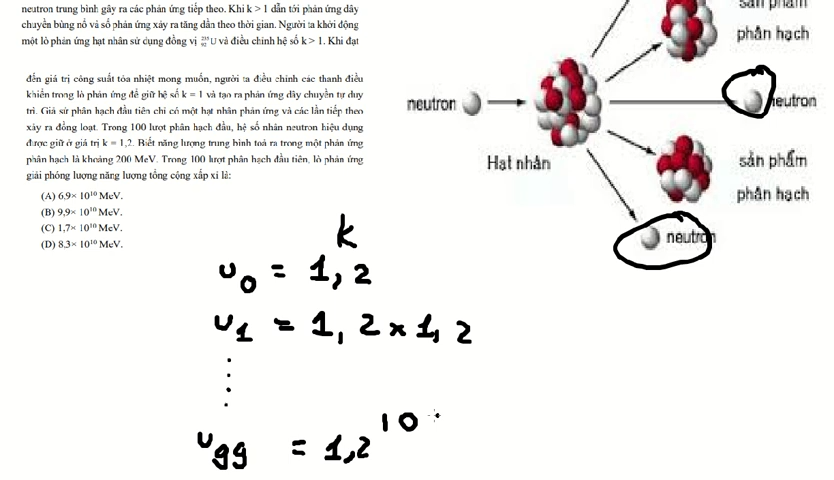 neutron trung bình gây ra các phản ứng tiếp theo. Khi k > 1 dẫn tới phản ứng dây
chuyền bùng nổ và số phản ứng xảy ra tăng dần theo thời gian. Người ta khởi động
một lò phản ứng hạt nhân sử dụng đồng vị ²³⁵₉₂U và điều chỉnh hệ số k > 1. Khi đạt
đến giá trị công suất tỏa nhiệt mong muốn, người ta điều chỉnh các thanh điều
khiển trong lò phản ứng để giữ hệ số k = 1 và tạo ra phản ứng dây chuyền tự duy
trì. Giả sử phân hạch đầu tiên chỉ có một hạt nhân phản ứng và các lần tiếp theo
xảy ra đồng loạt. Trong 100 lượt phân hạch đầu, hệ số nhân neutron hiệu dụng
được giữ ở giá trị k = 1,2. Biết năng lượng trung bình toả ra trong một phản ứng
phân hạch là khoảng 200 MeV. Trong 100 lượt phân hạch đầu tiên, lò phản ứng
giải phóng lượng năng lượng tổng cộng xấp xỉ là:
(A) 6,9× 10¹⁰ MeV.
(B) 9,9× 10¹⁰ MeV.
(C) 1,7× 10¹⁰ MeV.
(D) 8,3× 10¹⁰ MeV.
sản phẩm
phân hạch
neutron
neutron
Hạt nhân
sản phẩm
phân hạch
neutron
k
u₀ = 1,2
u₁ = 1,2 x 1,2
u₉₉ = 1,2¹⁰